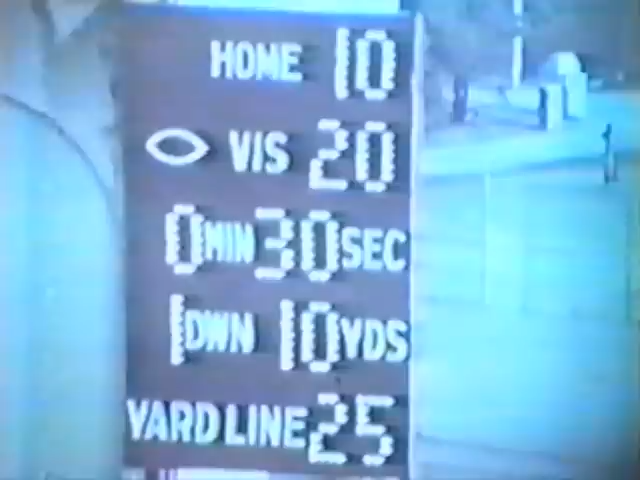 HOME 10
VIS 20
0 MIN 30 SEC
1 DWN 10 YDS
YARD LINE 25